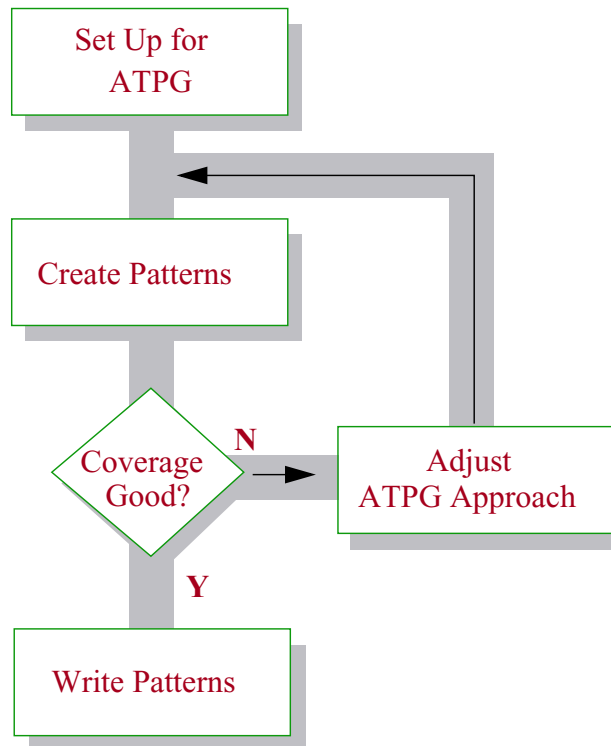 Set Up for
ATPG
Create Patterns
Coverage
Good?
N
Adjust
ATPG Approach
Y
Write Patterns